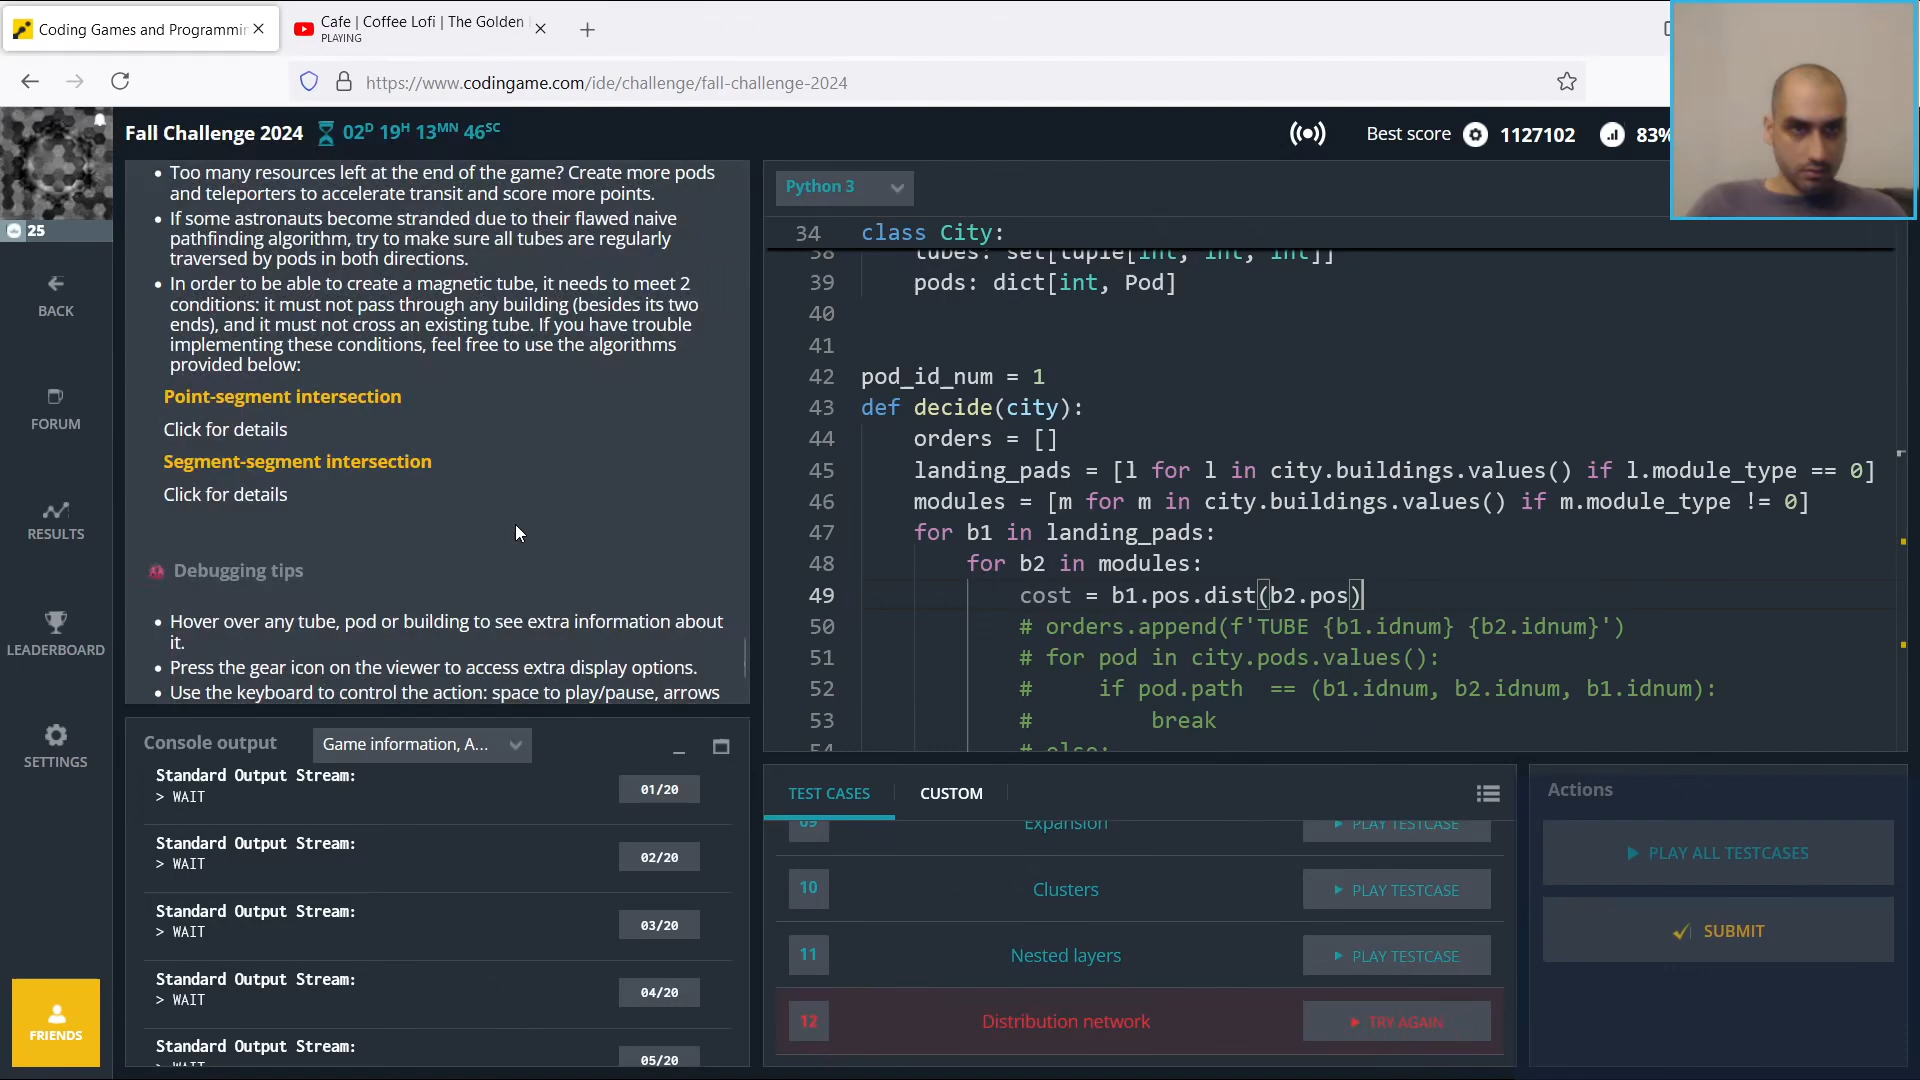 Coding Games and Programmin
Cafe | Coffee Lofi | The Golden
PLAYING
https://www.codingame.com/ide/challenge/fall-challenge-2024
Fall Challenge 2024
02D 19H 13MN 46SC
Best score
1127102
83%
25
BACK
FORUM
RESULTS
LEADERBOARD
SETTINGS
FRIENDS
• Too many resources left at the end of the game? Create more pods
and teleporters to accelerate transit and score more points.
• If some astronauts become stranded due to their flawed naive
pathfinding algorithm, try to make sure all tubes are regularly
traversed by pods in both directions.
• In order to be able to create a magnetic tube, it needs to meet 2
conditions: it must not pass through any building (besides its two
ends), and it must not cross an existing tube. If you have trouble
implementing these conditions, feel free to use the algorithms
provided below:
Point-segment intersection
Click for details
Segment-segment intersection
Click for details
Debugging tips
• Hover over any tube, pod or building to see extra information about
it.
• Press the gear icon on the viewer to access extra display options.
• Use the keyboard to control the action: space to play/pause, arrows
Console output
Game information, A...
Standard Output Stream:
> WAIT
01/20
Standard Output Stream:
> WAIT
02/20
Standard Output Stream:
> WAIT
03/20
Standard Output Stream:
> WAIT
04/20
Standard Output Stream:
> WAIT
05/20
Python 3
34 class City:
38 tubes: set[tuple[int, int, int]]
39 pods: dict[int, Pod]
40
41
42 pod_id_num = 1
43 def decide(city):
44 orders = []
45 landing_pads = [l for l in city.buildings.values() if l.module_type == 0]
46 modules = [m for m in city.buildings.values() if m.module_type != 0]
47 for b1 in landing_pads:
48 for b2 in modules:
49 cost = b1.pos.dist(b2.pos)
50 # orders.append(f'TUBE {b1.idnum} {b2.idnum}')
51 # for pod in city.pods.values():
52 #     if pod.path  == (b1.idnum, b2.idnum, b1.idnum):
53 #         break
54 # else:
TEST CASES
CUSTOM
09 Expansion PLAY TESTCASE
10 Clusters PLAY TESTCASE
11 Nested layers PLAY TESTCASE
12 Distribution network TRY AGAIN
Actions
PLAY ALL TESTCASES
SUBMIT